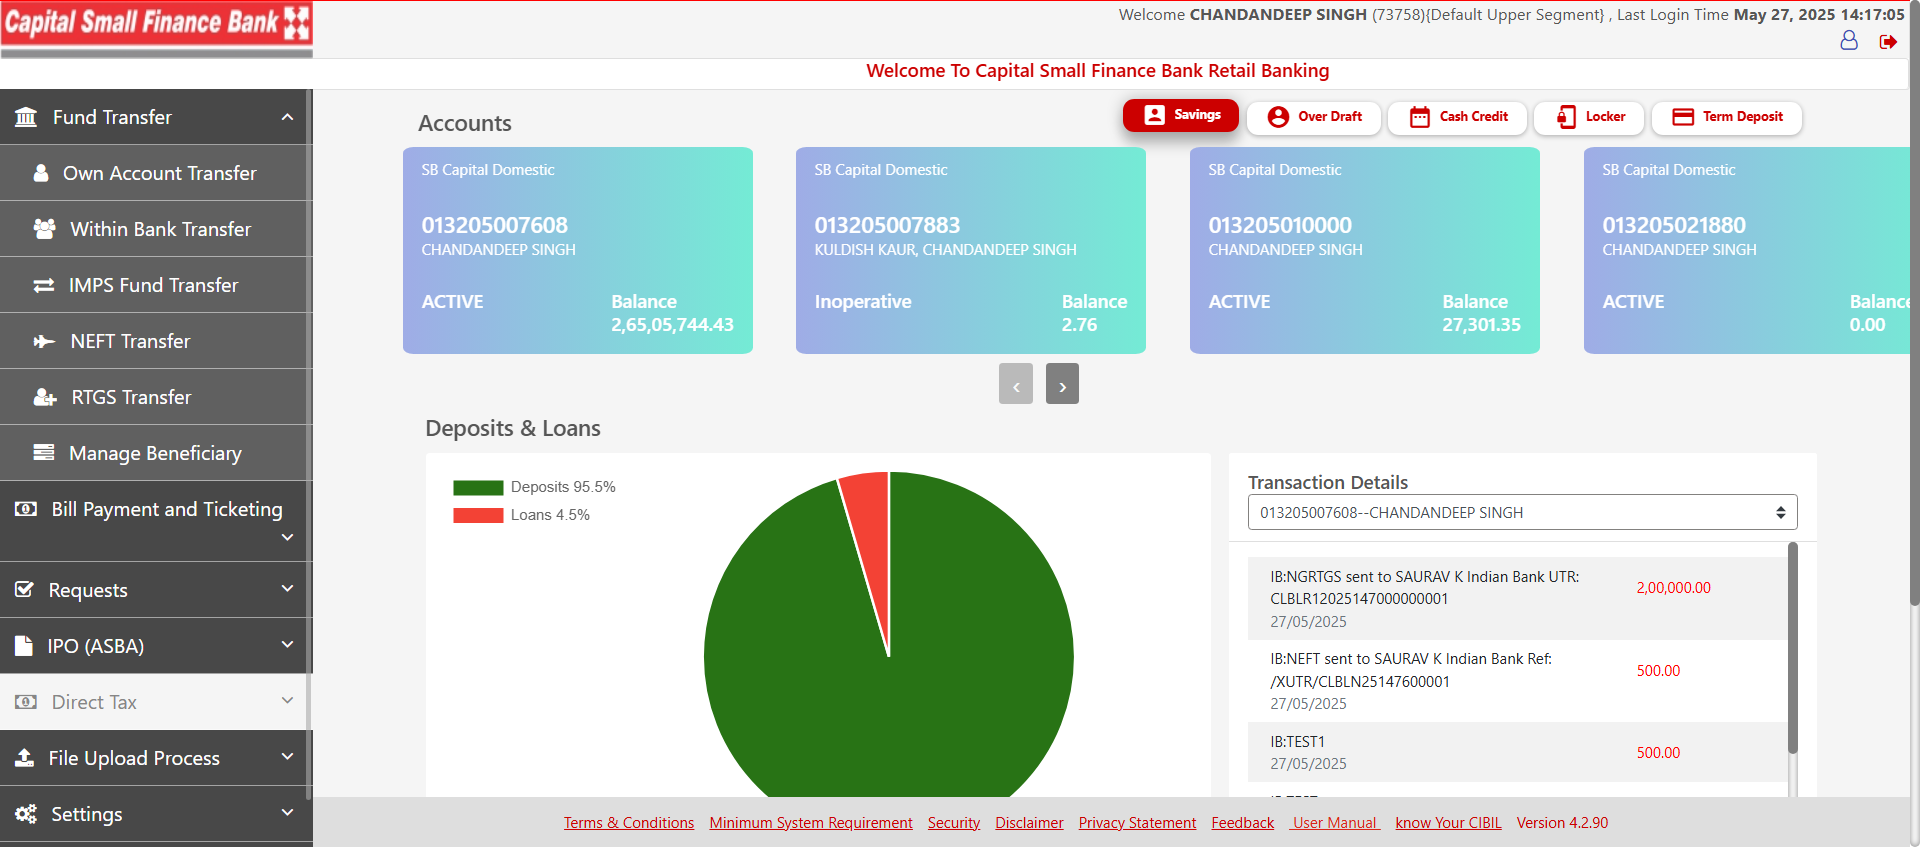 Capital Small Finance Bank
Welcome CHANDANDEEP SINGH (73758){Default Upper Segment} , Last Login Time May 27, 2025 14:17:05
Welcome To Capital Small Finance Bank Retail Banking
Fund Transfer
Own Account Transfer
Within Bank Transfer
IMPS Fund Transfer
NEFT Transfer
RTGS Transfer
Manage Beneficiary
Bill Payment and Ticketing
Requests
IPO (ASBA)
Direct Tax
File Upload Process
Settings
Accounts
Savings
Over Draft
Cash Credit
Locker
Term Deposit
SB Capital Domestic
013205007608
CHANDANDEEP SINGH
ACTIVE
Balance
2,65,05,744.43
SB Capital Domestic
013205007883
KULDISH KAUR, CHANDANDEEP SINGH
Inoperative
Balance
2.76
SB Capital Domestic
013205010000
CHANDANDEEP SINGH
ACTIVE
Balance
27,301.35
SB Capital Domestic
013205021880
CHANDANDEEP SINGH
ACTIVE
Balance
0.00
Deposits & Loans
Deposits 95.5%
Loans 4.5%
Transaction Details
013205007608--CHANDANDEEP SINGH
IB:NGRTGS sent to SAURAV K Indian Bank UTR:
CLBLR12025147000000001
27/05/2025
2,00,000.00
IB:NEFT sent to SAURAV K Indian Bank Ref:
/XUTR/CLBLN25147600001
27/05/2025
500.00
IB:TEST1
27/05/2025
500.00
Terms & Conditions Minimum System Requirement Security Disclaimer Privacy Statement Feedback User Manual know Your CIBIL Version 4.2.90